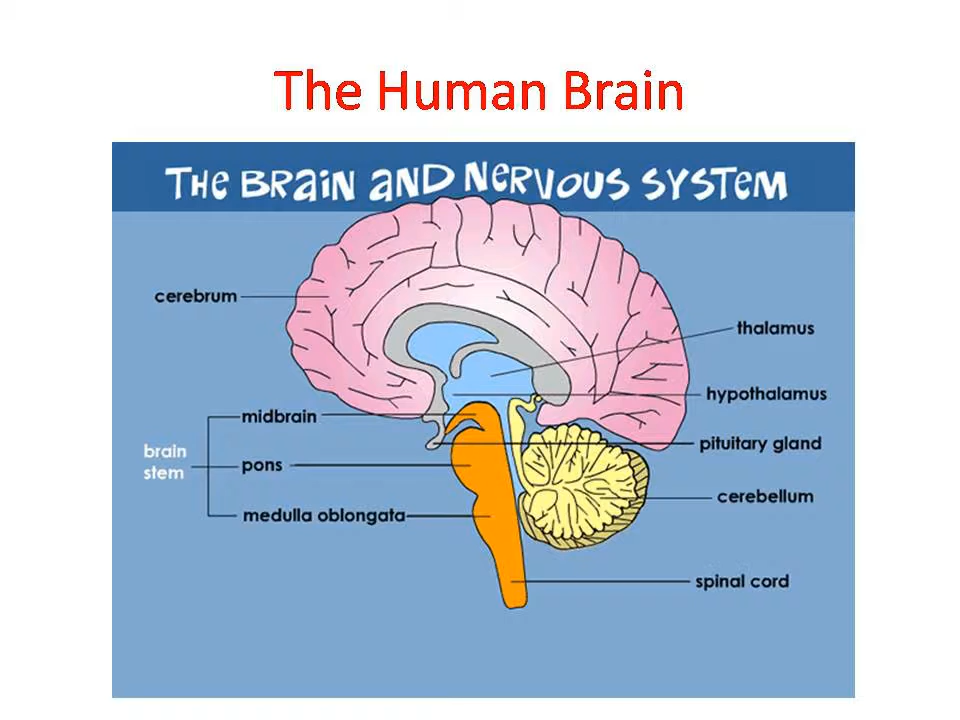 The Human Brain
THE BRAIN AND NERVOUS SYSTEM
cerebrum
thalamus
hypothalamus
midbrain
pituitary gland
brain
stem
pons
cerebellum
medulla oblongata
spinal cord